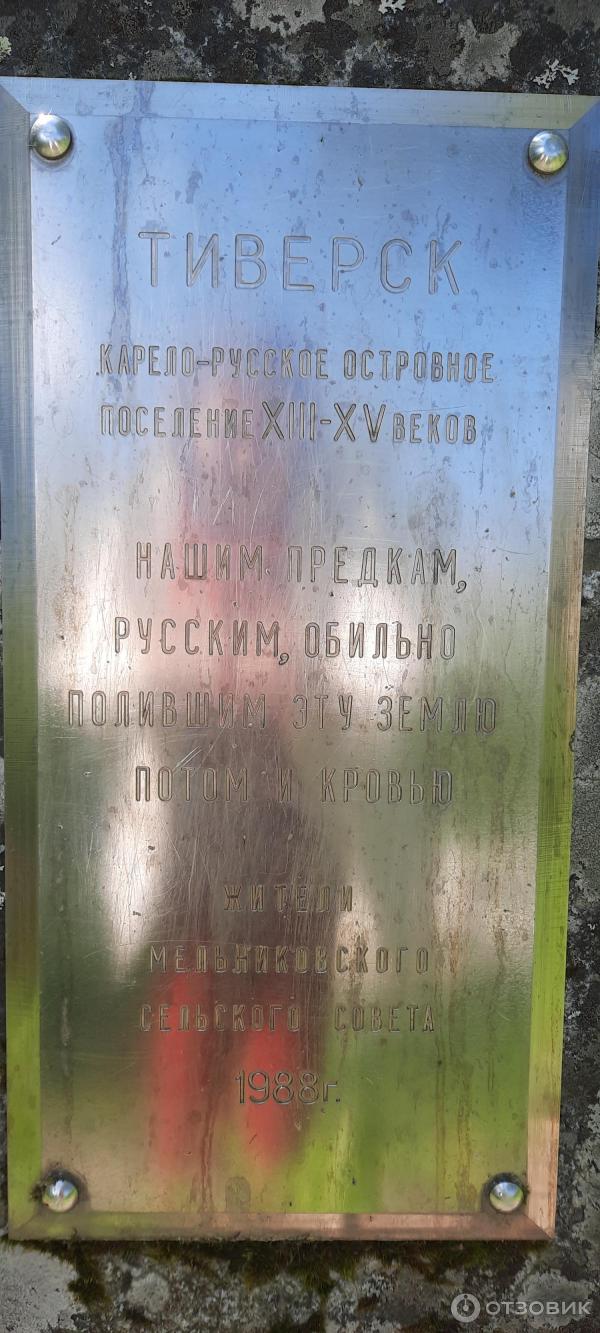 ТИВЕРСК
КАРЕЛО-РУССКОЕ ОСТРОВНОЕ
ПОСЕЛЕНИЕ XIII-XV ВЕКОВ
НАШИМ ПРЕДКАМ,
РУССКИМ, ОБИЛЬНО
ПОЛИВШИМ ЭТУ ЗЕМЛЮ
ПОТОМ И КРОВЬЮ
ЖИТЕЛИ
МЕЛЬНИКОВСКОГО
СЕЛЬСКОГО СОВЕТА
1988г.
ОТЗОВИК